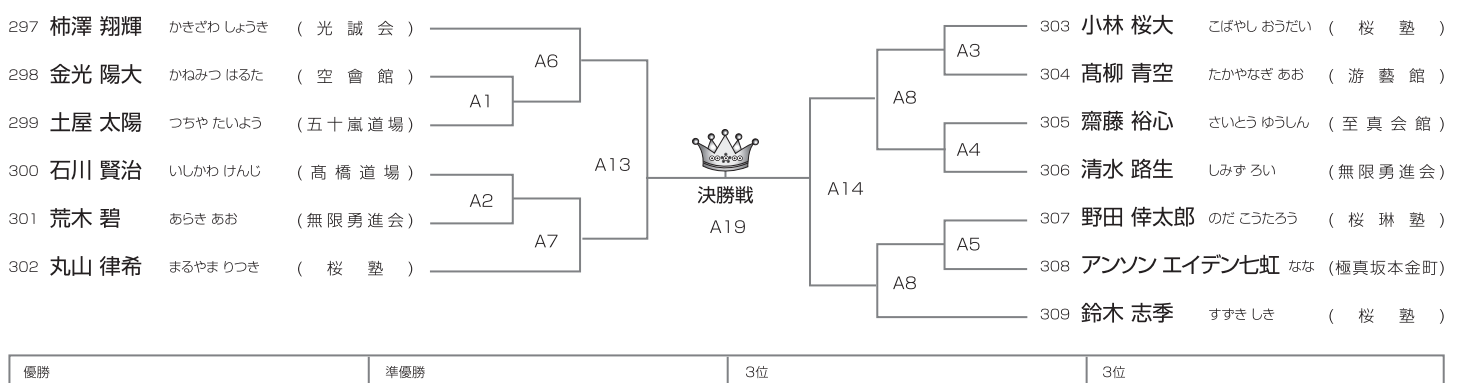 297 柿澤 翔輝 かきざわ しょうき (光誠会)
298 金光 陽大 かねみつ はるた (空會館)
299 土屋 太陽 つちや たいよう (五十嵐道場)
300 石川 賢治 いしかわ けんじ (髙橋道場)
301 荒木 碧 あらき あお (無限勇進会)
302 丸山 律希 まるやま りつき (桜塾)
A6
A1
A2
A7
A13
決勝戦
A19
A14
A3
A8
A4
A5
A8
303 小林 桜大 こばやし おうだい (桜塾)
304 髙柳 青空 たかやなぎ あお (游藝館)
305 齋藤 裕心 さいとう ゆうしん (至真会館)
306 清水 路生 しみず ろい (無限勇進会)
307 野田 倖太郎 のだ こうたろう (桜琳塾)
308 アンソン エイデン七虹 なな (極真坂本金町)
309 鈴木 志季 すずき しき (桜塾)
優勝 準優勝 3位 3位